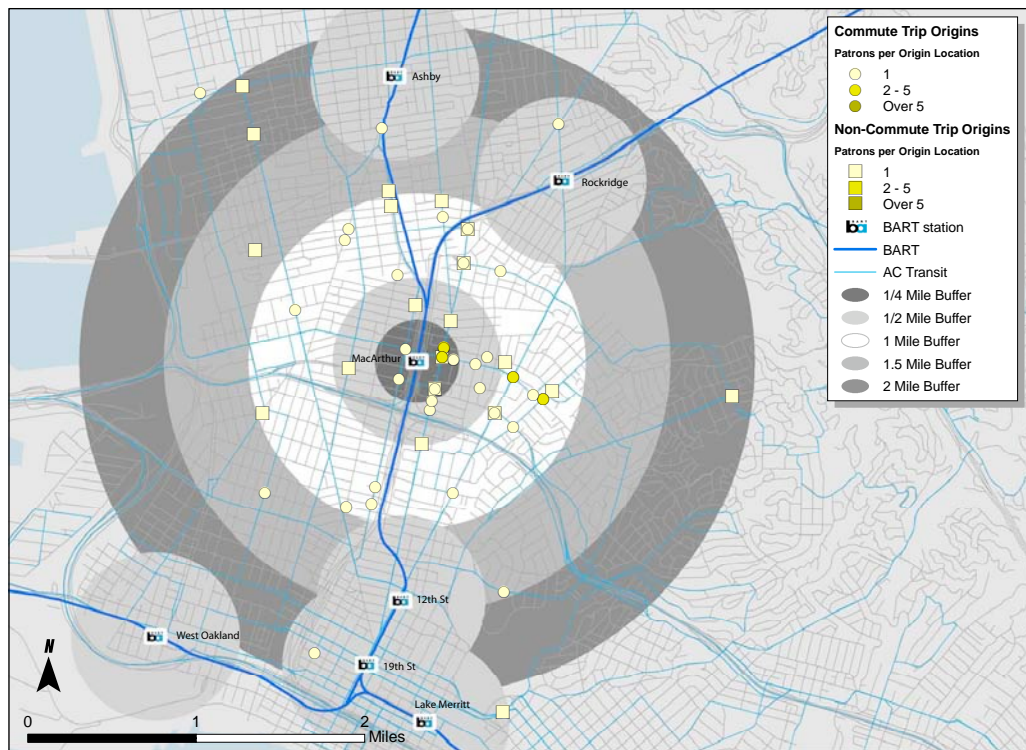 Ashby
Rockridge
MacArthur
12th St
West Oakland
19th St
Lake Merritt
N
0 1 2
Miles
Commute Trip Origins
Patrons per Origin Location
1
2 - 5
Over 5
Non-Commute Trip Origins
Patrons per Origin Location
1
2 - 5
Over 5
BART station
BART
AC Transit
1/4 Mile Buffer
1/2 Mile Buffer
1 Mile Buffer
1.5 Mile Buffer
2 Mile Buffer